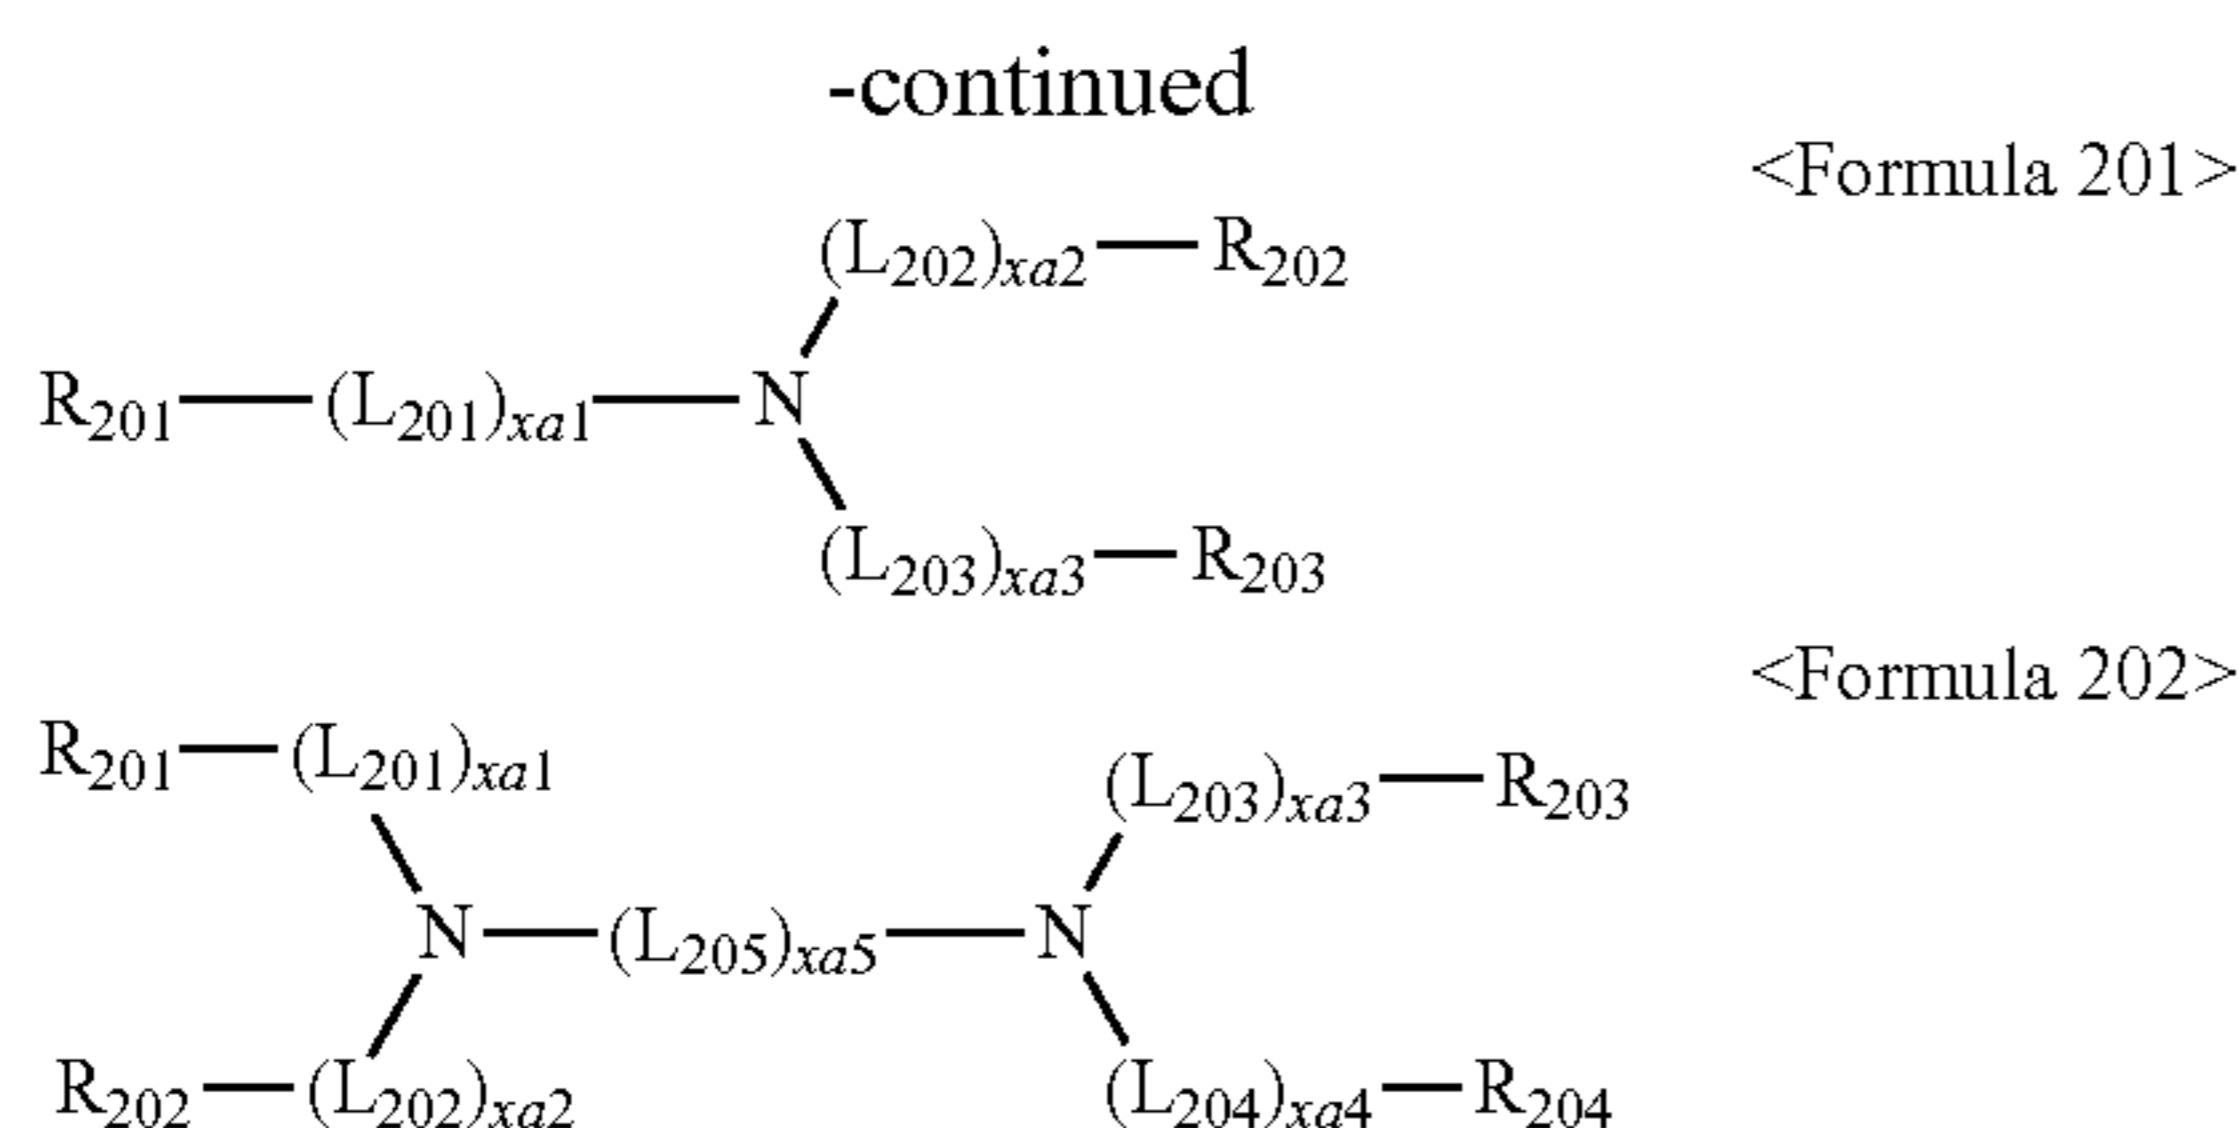 -continued
<Formula 201>
(L202)xa2—R202
R201—(L201)xa1—N
(L203)xa3—R203
<Formula 202>
R201—(L201)xa1
(L203)xa3—R203
N—(L205)xa5—N
R202—(L202)xa2
(L204)xa4—R204